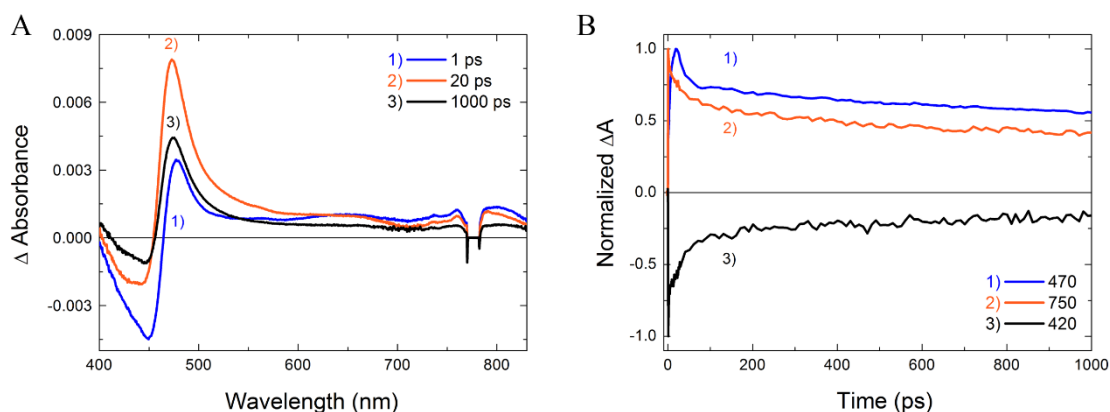 A
0.009
0.006
0.003
0.000
-0.003
Δ Absorbance
2)
3)
1)
1) 1 ps
2) 20 ps
3) 1000 ps
400 500 600 700 800
Wavelength (nm)
B
1.0
0.5
0.0
-0.5
-1.0
Normalized ΔA
1)
2)
3)
1) 470
2) 750
3) 420
0 200 400 600 800 1000
Time (ps)